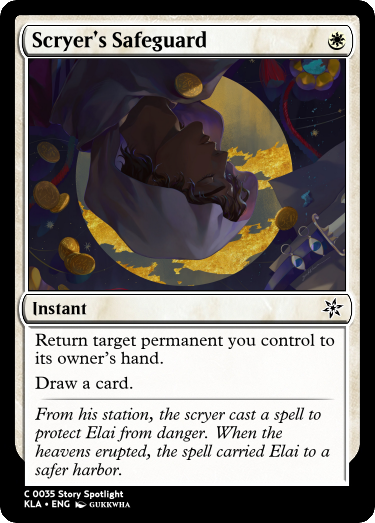 Scryer's Safeguard
Instant
Return target permanent you control to
its owner's hand.
Draw a card.
From his station, the scryer cast a spell to
protect Elai from danger. When the
heavens erupted, the spell carried Elai to a
safer harbor.
C 0035 Story Spotlight
KLA • ENG GUKKWHA